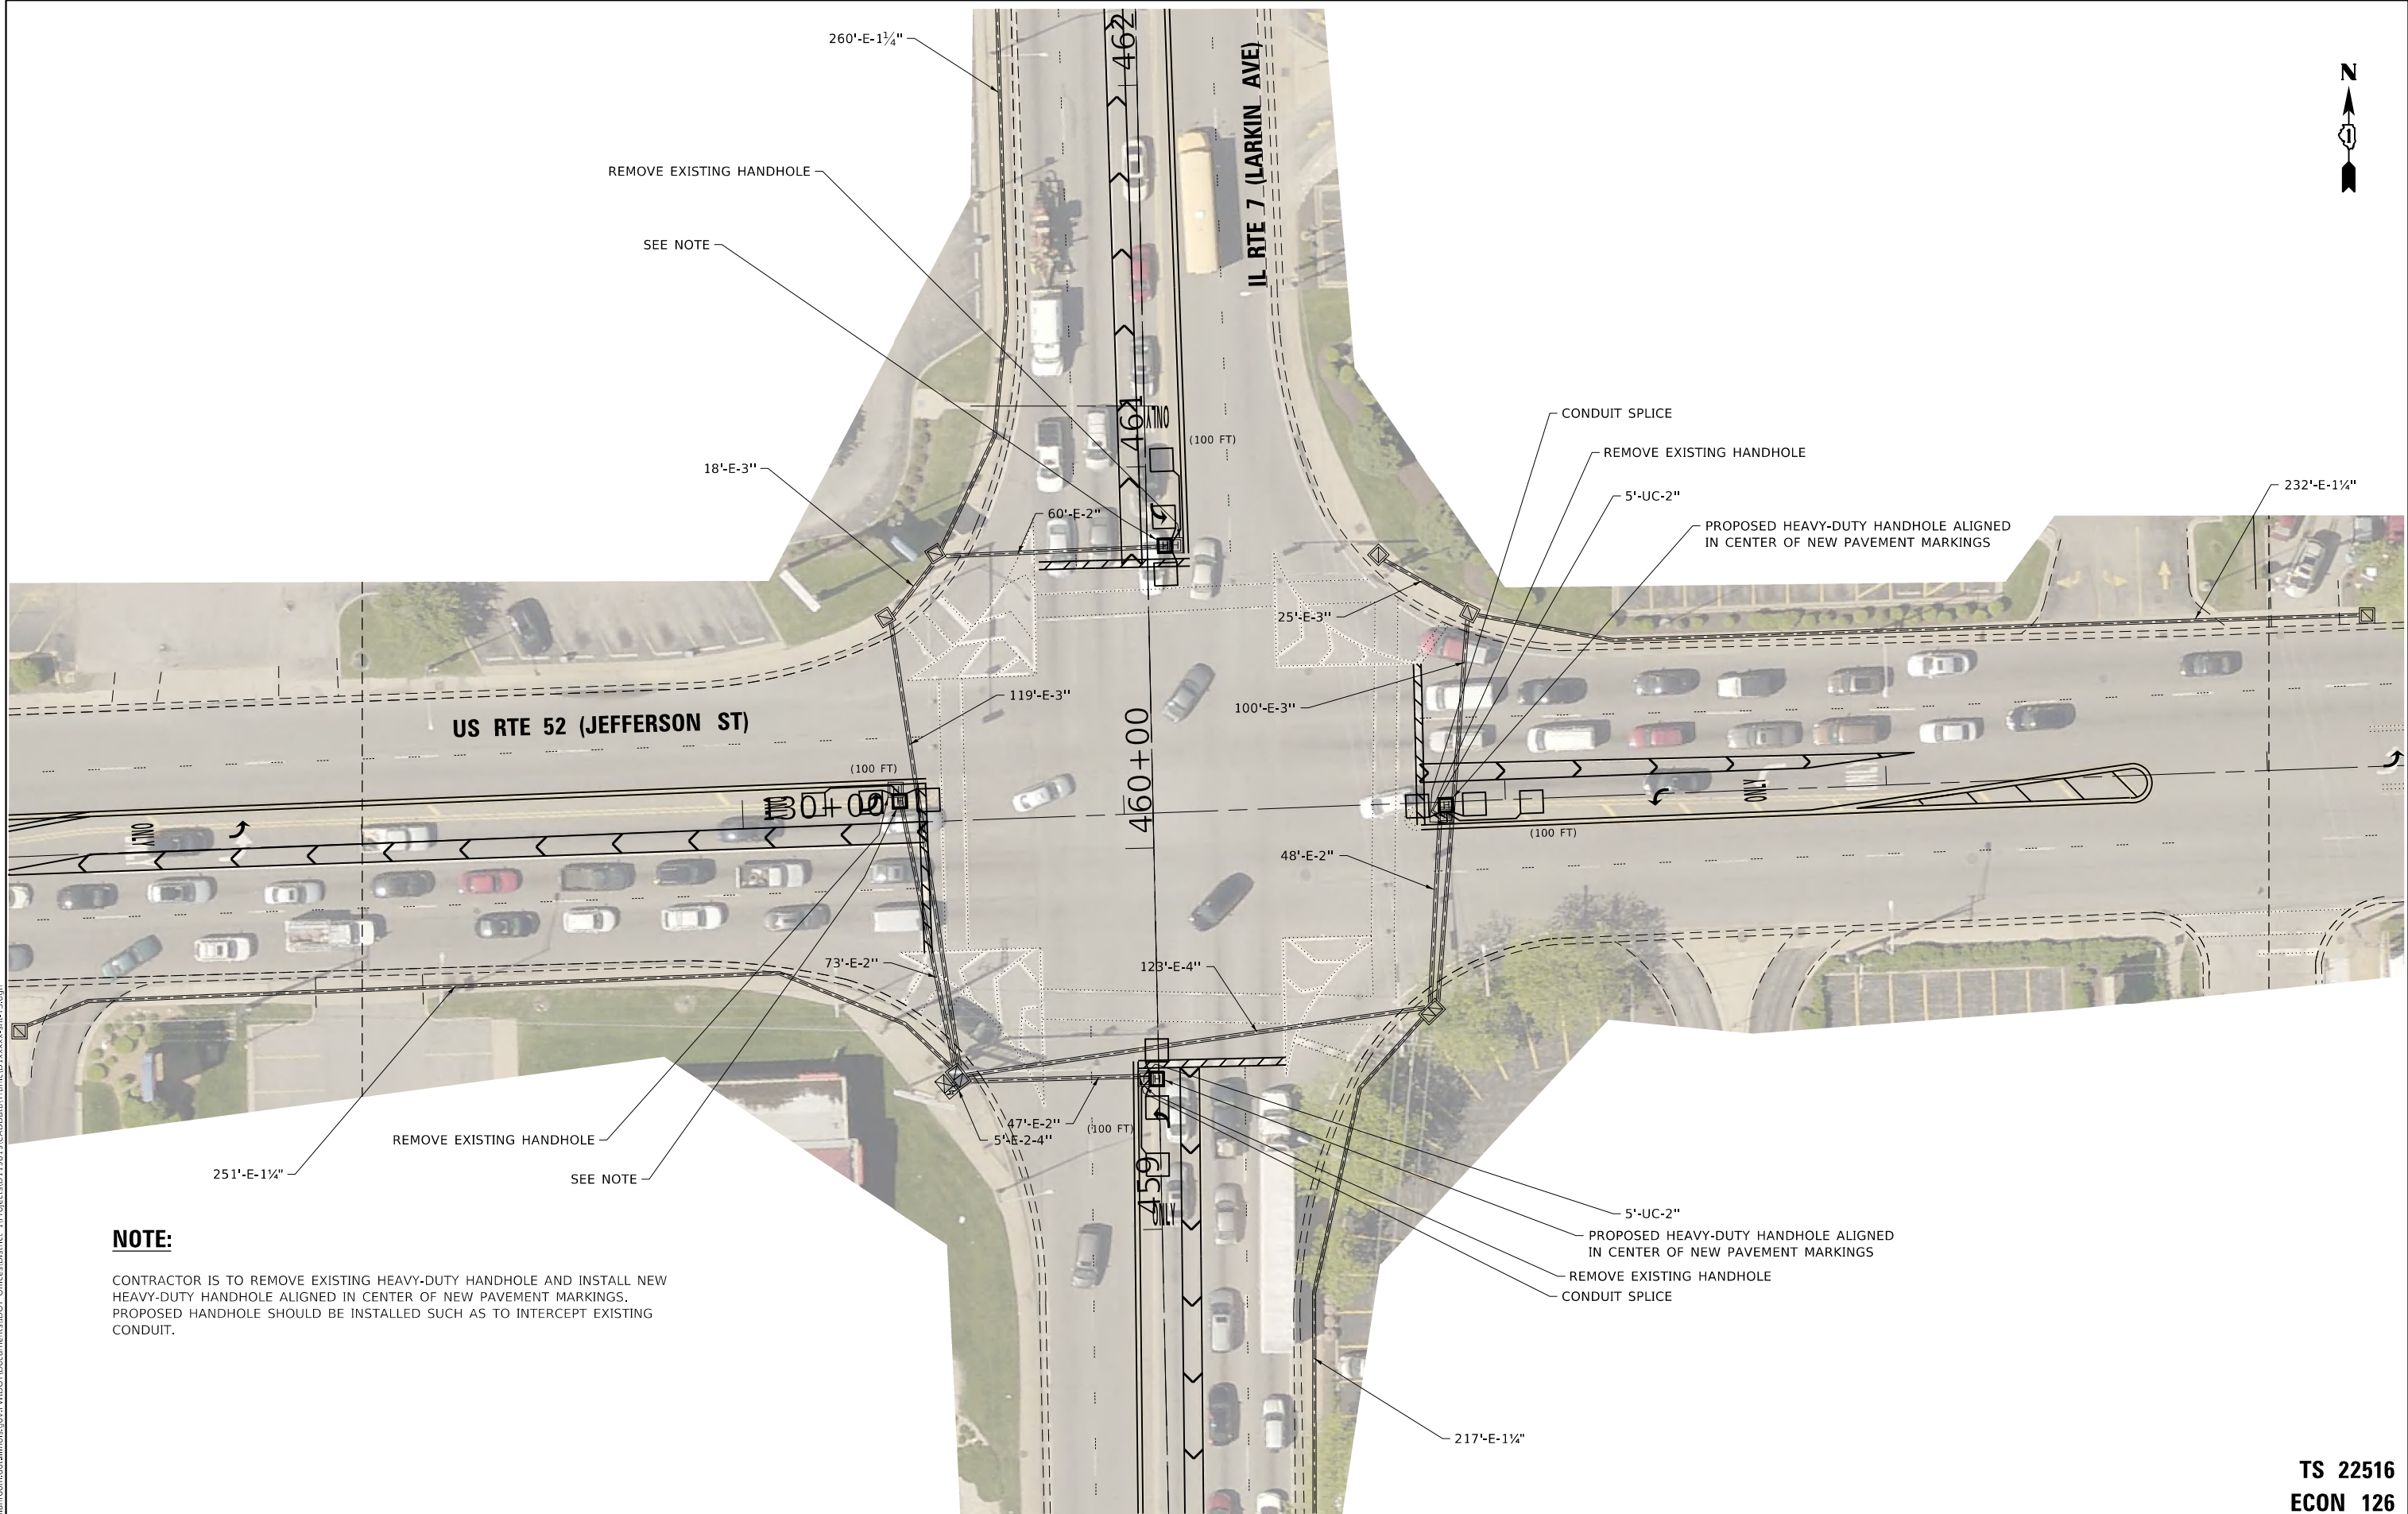 260'-E-1¼"
462
IL RTE 7 (LARKIN AVE)
N
1
REMOVE EXISTING HANDHOLE
SEE NOTE
461
ONLY
(100 FT)
CONDUIT SPLICE
REMOVE EXISTING HANDHOLE
18'-E-3"
232'-E-1¼"
5'-UC-2"
60'-E-2"
PROPOSED HEAVY-DUTY HANDHOLE ALIGNED
IN CENTER OF NEW PAVEMENT MARKINGS
25'-E-3"
119'-E-3"
100'-E-3"
US RTE 52 (JEFFERSON ST)
460+00
(100 FT)
130+00
ONLY
ONLY
(100 FT)
48'-E-2"
73'-E-2"
123'-E-4"
47'-E-2"
(100 FT)
5'-E-2-4"
REMOVE EXISTING HANDHOLE
251'-E-1¼"
SEE NOTE
459
ONLY
5'-UC-2"
PROPOSED HEAVY-DUTY HANDHOLE ALIGNED
IN CENTER OF NEW PAVEMENT MARKINGS
REMOVE EXISTING HANDHOLE
CONDUIT SPLICE
NOTE:
CONTRACTOR IS TO REMOVE EXISTING HEAVY-DUTY HANDHOLE AND INSTALL NEW
HEAVY-DUTY HANDHOLE ALIGNED IN CENTER OF NEW PAVEMENT MARKINGS.
PROPOSED HANDHOLE SHOULD BE INSTALLED SUCH AS TO INTERCEPT EXISTING
CONDUIT.
217'-E-1¼"
TS 22516
ECON 126